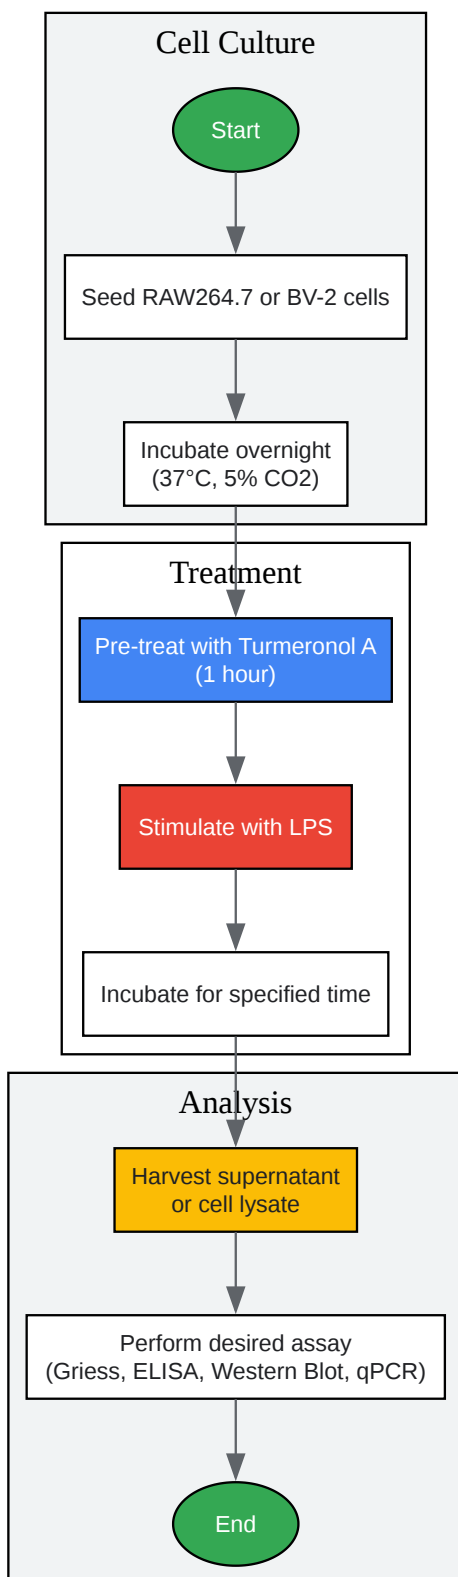 Cell Culture
Start
Seed RAW264.7 or BV-2 cells
Incubate overnight
(37°C, 5% CO2)
Treatment
Pre-treat with Turmeronol A
(1 hour)
Stimulate with LPS
Incubate for specified time
Analysis
Harvest supernatant
or cell lysate
Perform desired assay
(Griess, ELISA, Western Blot, qPCR)
End